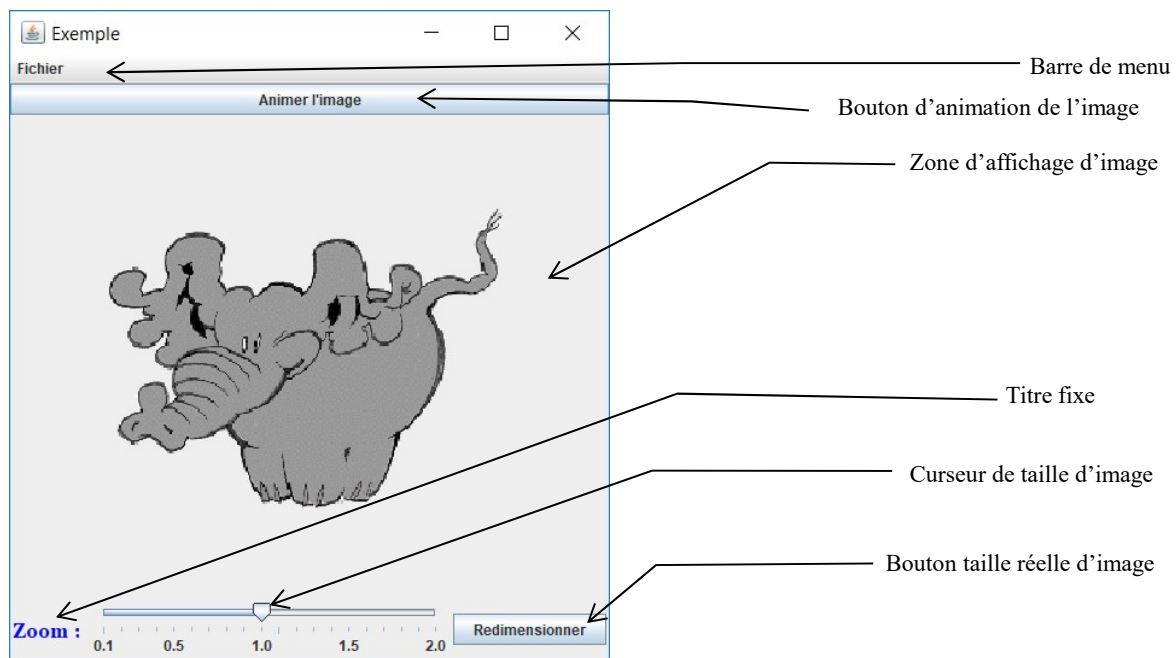 Exemple
Fichier
Barre de menu
Animer l'image
Bouton d’animation de l’image
Zone d’affichage d’image
Titre fixe
Curseur de taille d’image
Bouton taille réelle d’image
Zoom :
0.1 0.5 1.0 1.5 2.0
Redimensionner